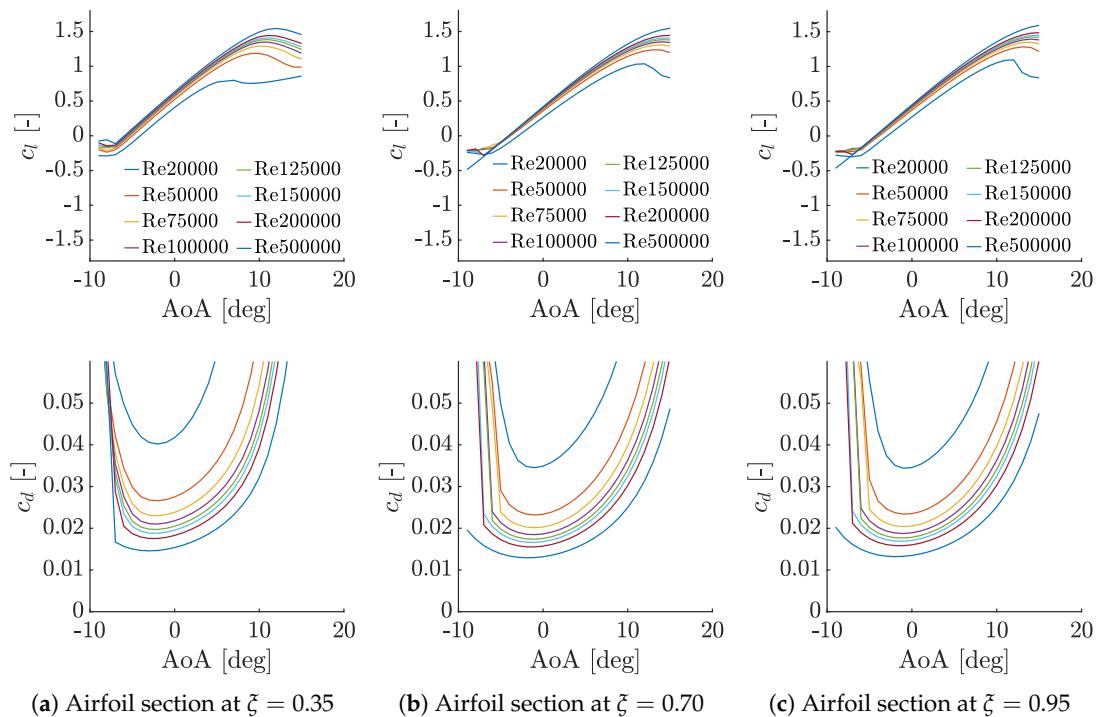 1.5
1
0.5
0
-0.5
-1
-1.5
c_l [-]
Re20000 Re125000
Re50000 Re150000
Re75000 Re200000
Re100000 Re500000
-10 0 10 20
AoA [deg]
1.5
1
0.5
0
-0.5
-1
-1.5
c_l [-]
Re20000 Re125000
Re50000 Re150000
Re75000 Re200000
Re100000 Re500000
-10 0 10 20
AoA [deg]
1.5
1
0.5
0
-0.5
-1
-1.5
c_l [-]
Re20000 Re125000
Re50000 Re150000
Re75000 Re200000
Re100000 Re500000
-10 0 10 20
AoA [deg]
0.05
0.04
0.03
0.02
0.01
0
c_d [-]
-10 0 10 20
AoA [deg]
0.05
0.04
0.03
0.02
0.01
0
c_d [-]
-10 0 10 20
AoA [deg]
0.05
0.04
0.03
0.02
0.01
0
c_d [-]
-10 0 10 20
AoA [deg]
(a) Airfoil section at ξ = 0.35
(b) Airfoil section at ξ = 0.70
(c) Airfoil section at ξ = 0.95